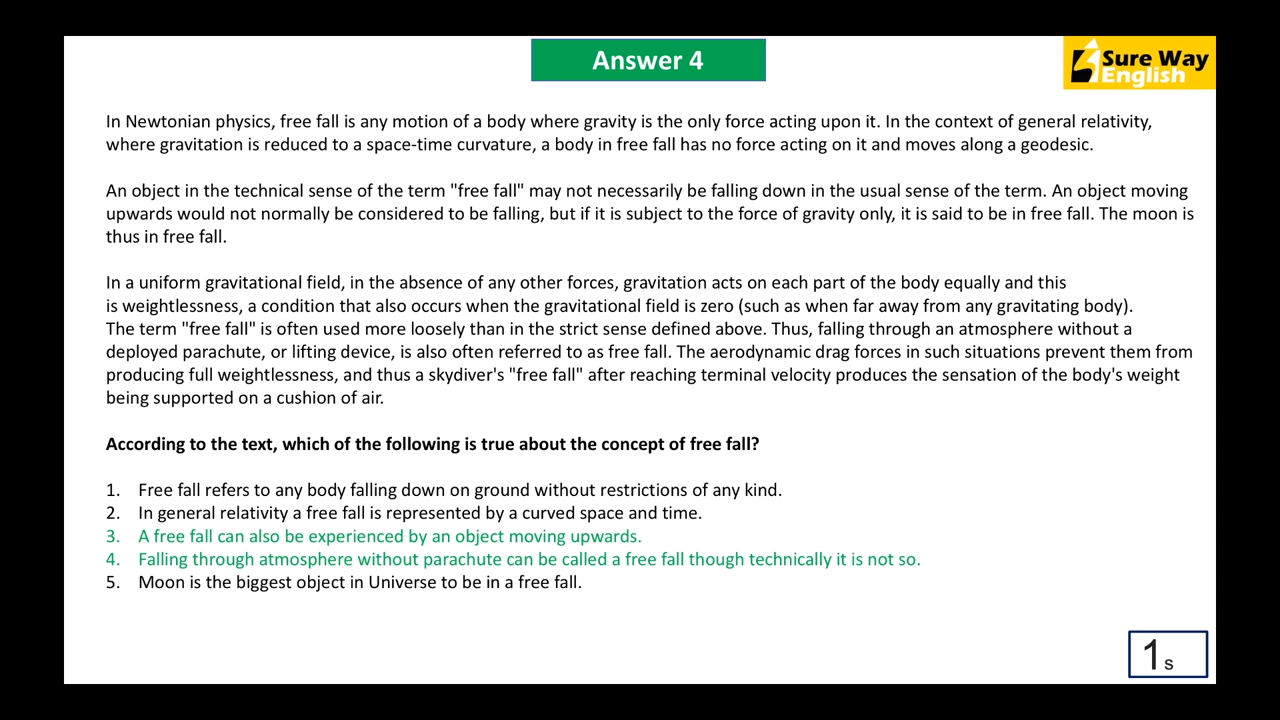 Answer 4
Sure Way
English
In Newtonian physics, free fall is any motion of a body where gravity is the only force acting upon it. In the context of general relativity,
where gravitation is reduced to a space-time curvature, a body in free fall has no force acting on it and moves along a geodesic.
An object in the technical sense of the term "free fall" may not necessarily be falling down in the usual sense of the term. An object moving
upwards would not normally be considered to be falling, but if it is subject to the force of gravity only, it is said to be in free fall. The moon is
thus in free fall.
In a uniform gravitational field, in the absence of any other forces, gravitation acts on each part of the body equally and this
is weightlessness, a condition that also occurs when the gravitational field is zero (such as when far away from any gravitating body).
The term "free fall" is often used more loosely than in the strict sense defined above. Thus, falling through an atmosphere without a
deployed parachute, or lifting device, is also often referred to as free fall. The aerodynamic drag forces in such situations prevent them from
producing full weightlessness, and thus a skydiver's "free fall" after reaching terminal velocity produces the sensation of the body's weight
being supported on a cushion of air.
According to the text, which of the following is true about the concept of free fall?
1. Free fall refers to any body falling down on ground without restrictions of any kind.
2. In general relativity a free fall is represented by a curved space and time.
3. A free fall can also be experienced by an object moving upwards.
4. Falling through atmosphere without parachute can be called a free fall though technically it is not so.
5. Moon is the biggest object in Universe to be in a free fall.
1 s